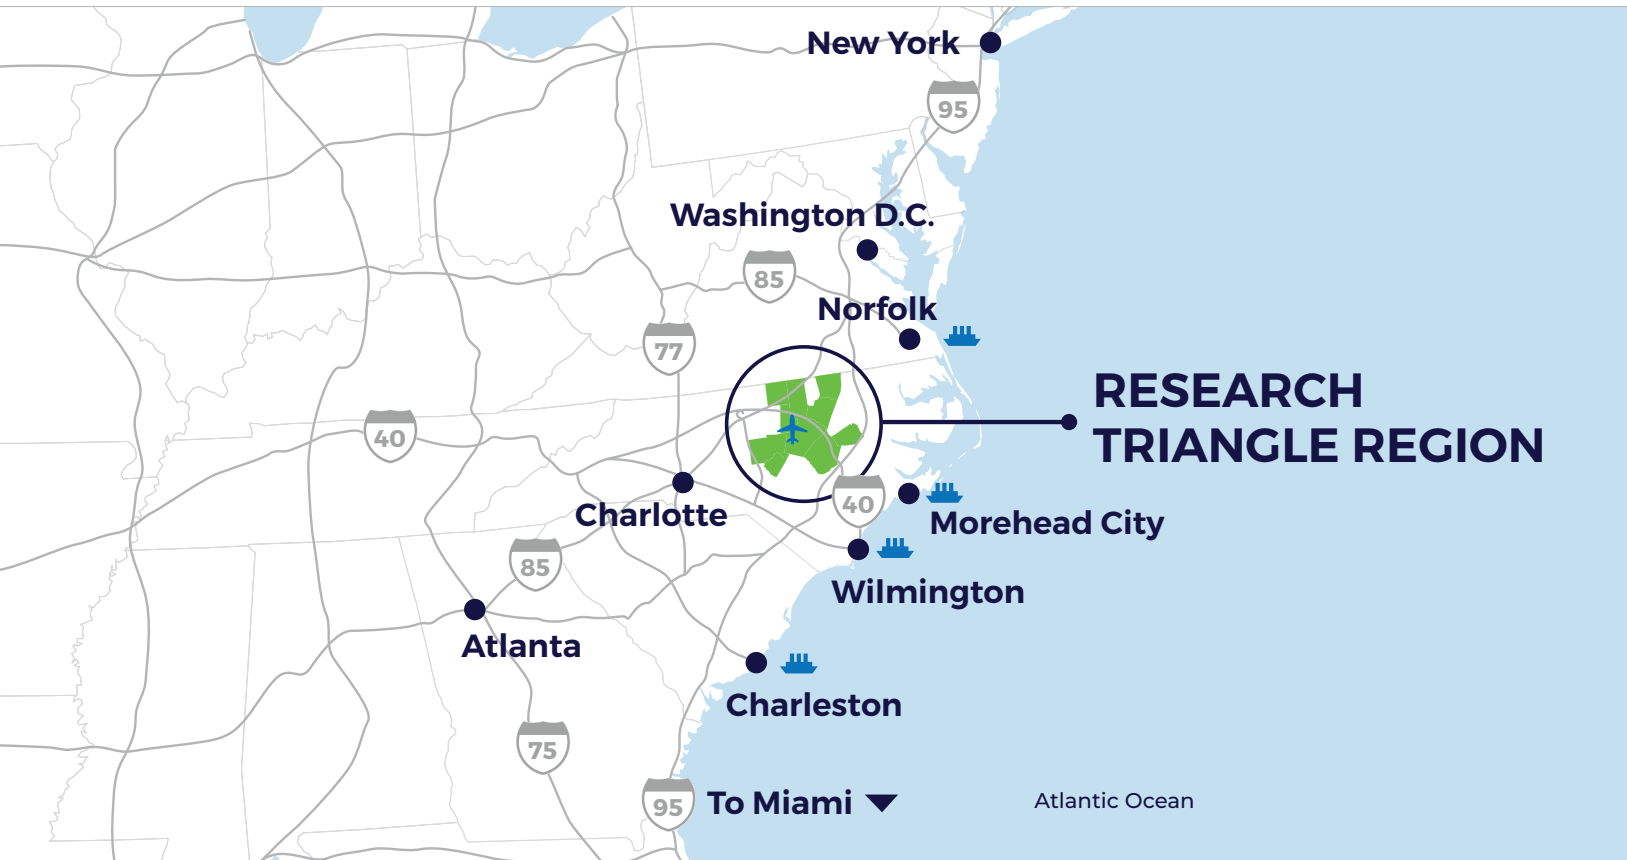 New York
95
Washington D.C.
85
Norfolk
77
RESEARCH
TRIANGLE REGION
40
Charlotte
40
Morehead City
85
Wilmington
Atlanta
Charleston
75
95
To Miami
Atlantic Ocean